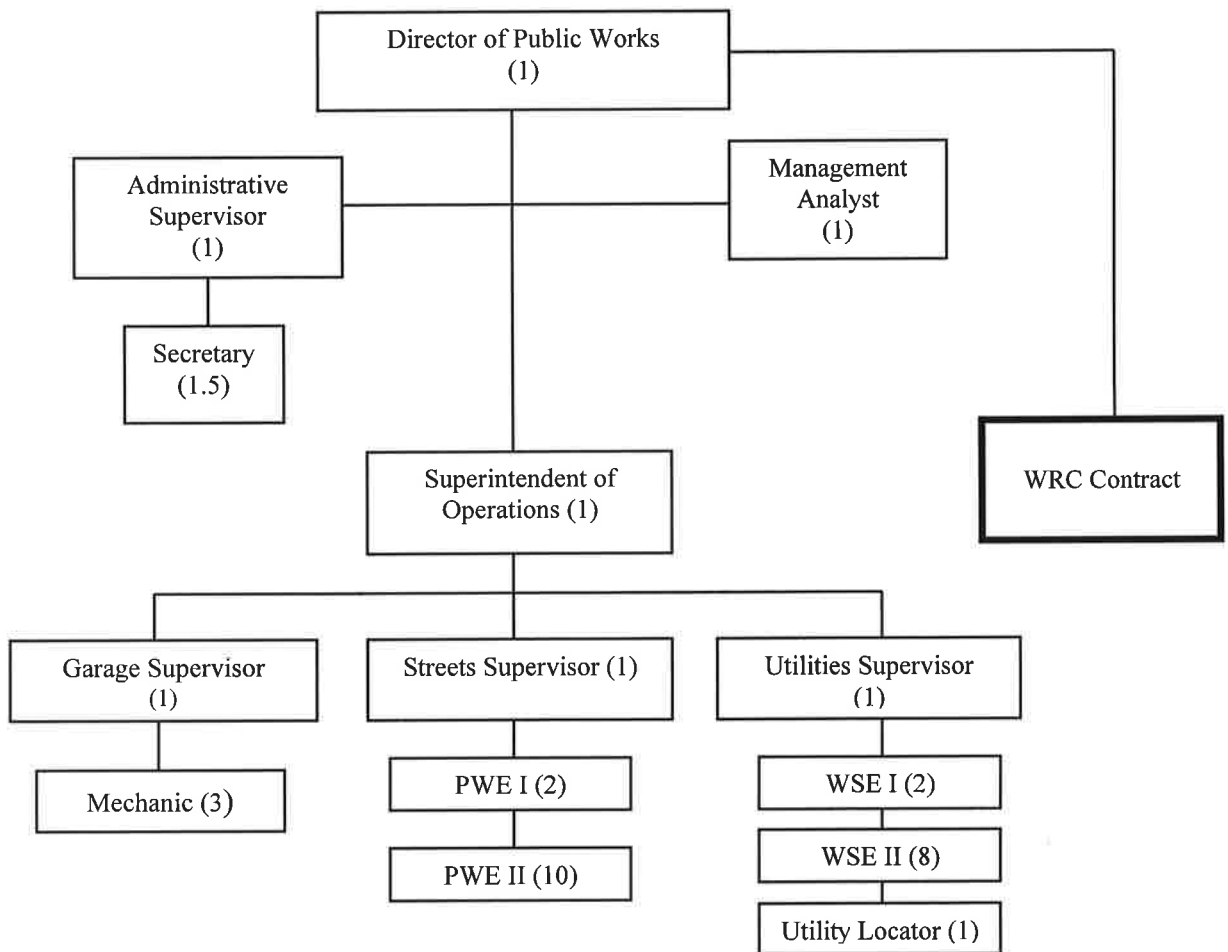 Director of Public Works
(1)
Administrative
Supervisor
(1)
Management
Analyst
(1)
Secretary
(1.5)
Superintendent of
Operations (1)
WRC Contract
Garage Supervisor
(1)
Streets Supervisor (1)
Utilities Supervisor
(1)
Mechanic (3)
PWE I (2)
WSE I (2)
PWE II (10)
WSE II (8)
Utility Locator (1)